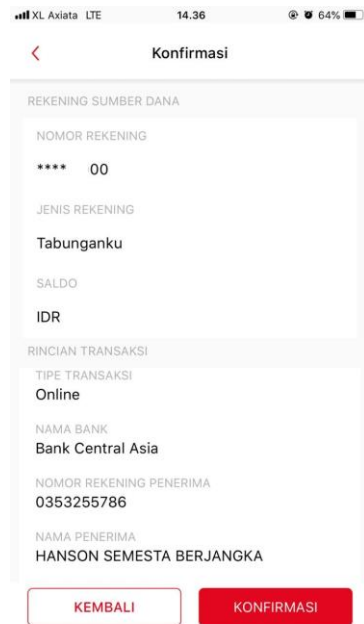 XL Axiata LTE 14.36 64%
Konfirmasi
REKENING SUMBER DANA
NOMOR REKENING
**** 00
JENIS REKENING
Tabunganku
SALDO
IDR
RINCIAN TRANSAKSI
TIPE TRANSAKSI
Online
NAMA BANK
Bank Central Asia
NOMOR REKENING PENERIMA
0353255786
NAMA PENERIMA
HANSON SEMESTA BERJANGKA
KEMBALI KONFIRMASI